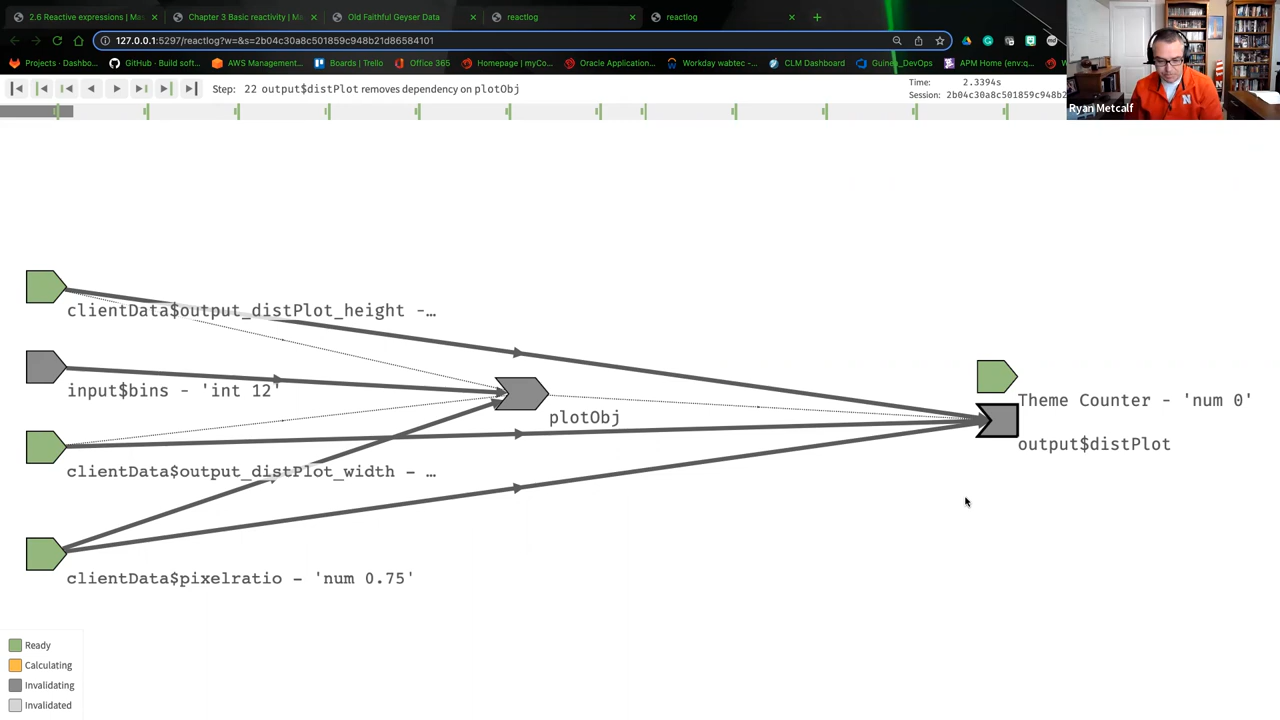 2.6 Reactive expressions | Ma
Chapter 3 Basic reactivity | Ma
Old Faithful Geyser Data
reactlog
reactlog
127.0.0.1:5297/reactlog?w=&s=2b04c30a8c501859c948b21d86584101
Projects · Dashbo...
GitHub · Build soft...
AWS Management...
Boards | Trello
Office 365
Homepage | myCo...
Oracle Application...
Workday wabtec -...
CLM Dashboard
Guinea_DevOps
APM Home (env:q...
Step: 22 output$distPlot removes dependency on plotObj
Time: 2.3394s
Session: 2b04c30a8c501859c948b2
Ryan Metcalf
clientData$output_distPlot_height -…
input$bins - 'int 12'
plotObj
Theme Counter - 'num 0'
output$distPlot
clientData$output_distPlot_width - …
clientData$pixelratio - 'num 0.75'
Ready
Calculating
Invalidating
Invalidated